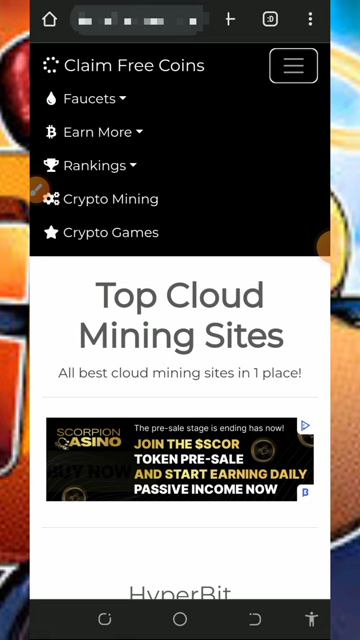 :D
Claim Free Coins
Faucets
Earn More
Rankings
Crypto Mining
Crypto Games
Top Cloud
Mining Sites
All best cloud mining sites in 1 place!
SCORPION
CASINO
The pre-sale stage is ending has now!
JOIN THE $SCOR
TOKEN PRE-SALE
AND START EARNING DAILY
PASSIVE INCOME NOW
BUY NOW
HyperBit